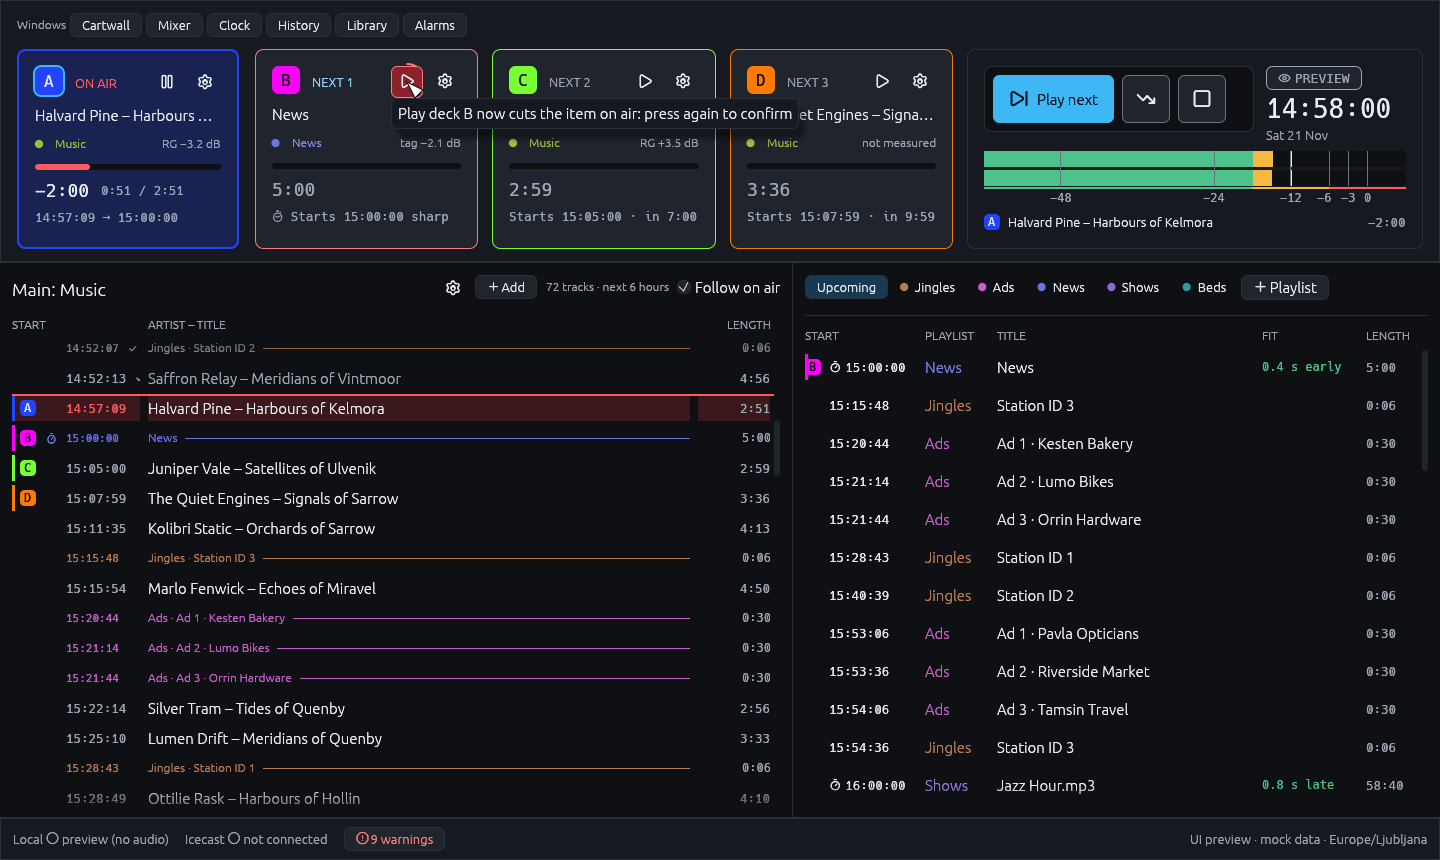 Windows Cartwall Mixer Clock History Library Alarms
A ON AIR
Halvard Pine – Harbours …
Music RG −3.2 dB
−2:00 0:51 / 2:51
14:57:09 → 15:00:00
B NEXT 1
News
News tag −2.1 dB
5:00
Starts 15:00:00 sharp
C NEXT 2
Music RG +3.5 dB
2:59
Starts 15:05:00 · in 7:00
D NEXT 3
et Engines – Signa…
Music not measured
3:36
Starts 15:07:59 · in 9:59
Play deck B now cuts the item on air: press again to confirm
Play next
PREVIEW
14:58:00
Sat 21 Nov
−48 −24 −12 −6 −3 0
A Halvard Pine – Harbours of Kelmora −2:00
Main: Music
+ Add 72 tracks · next 6 hours ✓ Follow on air
START ARTIST – TITLE LENGTH
14:52:07 ✓ Jingles · Station ID 2 0:06
14:52:13 Saffron Relay – Meridians of Vintmoor 4:56
A 14:57:09 Halvard Pine – Harbours of Kelmora 2:51
B 15:00:00 News 5:00
C 15:05:00 Juniper Vale – Satellites of Ulvenik 2:59
D 15:07:59 The Quiet Engines – Signals of Sarrow 3:36
15:11:35 Kolibri Static – Orchards of Sarrow 4:13
15:15:48 Jingles · Station ID 3 0:06
15:15:54 Marlo Fenwick – Echoes of Miravel 4:50
15:20:44 Ads · Ad 1 · Kesten Bakery 0:30
15:21:14 Ads · Ad 2 · Lumo Bikes 0:30
15:21:44 Ads · Ad 3 · Orrin Hardware 0:30
15:22:14 Silver Tram – Tides of Quenby 2:56
15:25:10 Lumen Drift – Meridians of Quenby 3:33
15:28:43 Jingles · Station ID 1 0:06
15:28:49 Ottilie Rask – Harbours of Hollin 4:10
Upcoming Jingles Ads News Shows Beds + Playlist
START PLAYLIST TITLE FIT LENGTH
B 15:00:00 News News 0.4 s early 5:00
15:15:48 Jingles Station ID 3 0:06
15:20:44 Ads Ad 1 · Kesten Bakery 0:30
15:21:14 Ads Ad 2 · Lumo Bikes 0:30
15:21:44 Ads Ad 3 · Orrin Hardware 0:30
15:28:43 Jingles Station ID 1 0:06
15:40:39 Jingles Station ID 2 0:06
15:53:06 Ads Ad 1 · Pavla Opticians 0:30
15:53:36 Ads Ad 2 · Riverside Market 0:30
15:54:06 Ads Ad 3 · Tamsin Travel 0:30
15:54:36 Jingles Station ID 3 0:06
16:00:00 Shows Jazz Hour.mp3 0.8 s late 58:40
Local preview (no audio) Icecast not connected 9 warnings
UI preview · mock data · Europe/Ljubljana